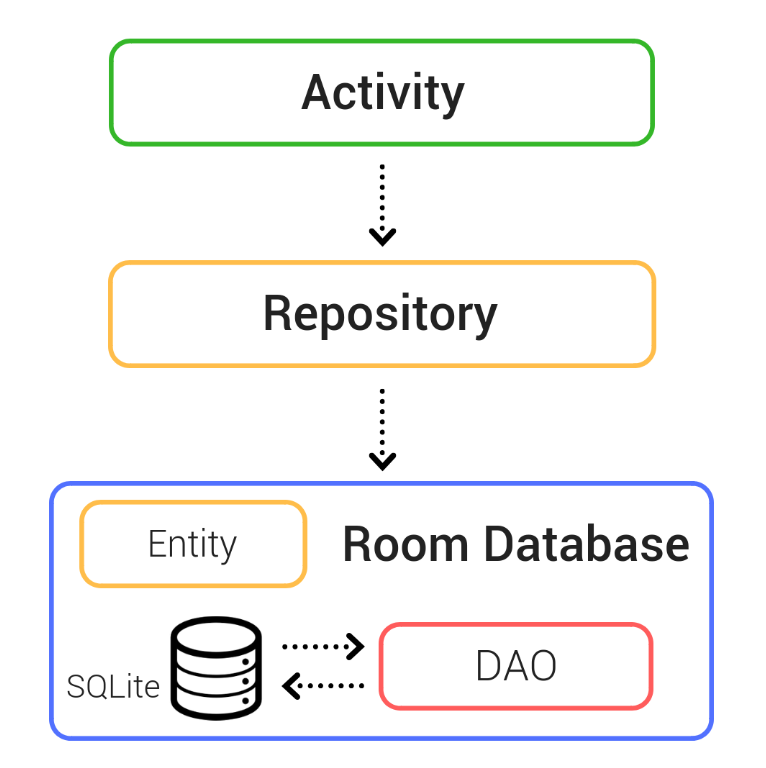 Activity
Repository
Entity
Room Database
SQLite
DAO